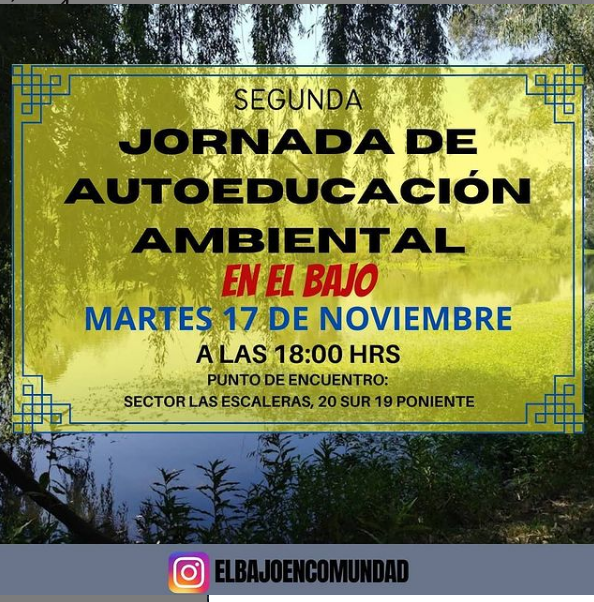 SEGUNDA
JORNADA DE
AUTOEDUCACIÓN
AMBIENTAL
EN EL BAJO
MARTES 17 DE NOVIEMBRE
A LAS 18:00 HRS
PUNTO DE ENCUENTRO:
SECTOR LAS ESCALERAS, 20 SUR 19 PONIENTE
ELBAJOENCOMUNDAD